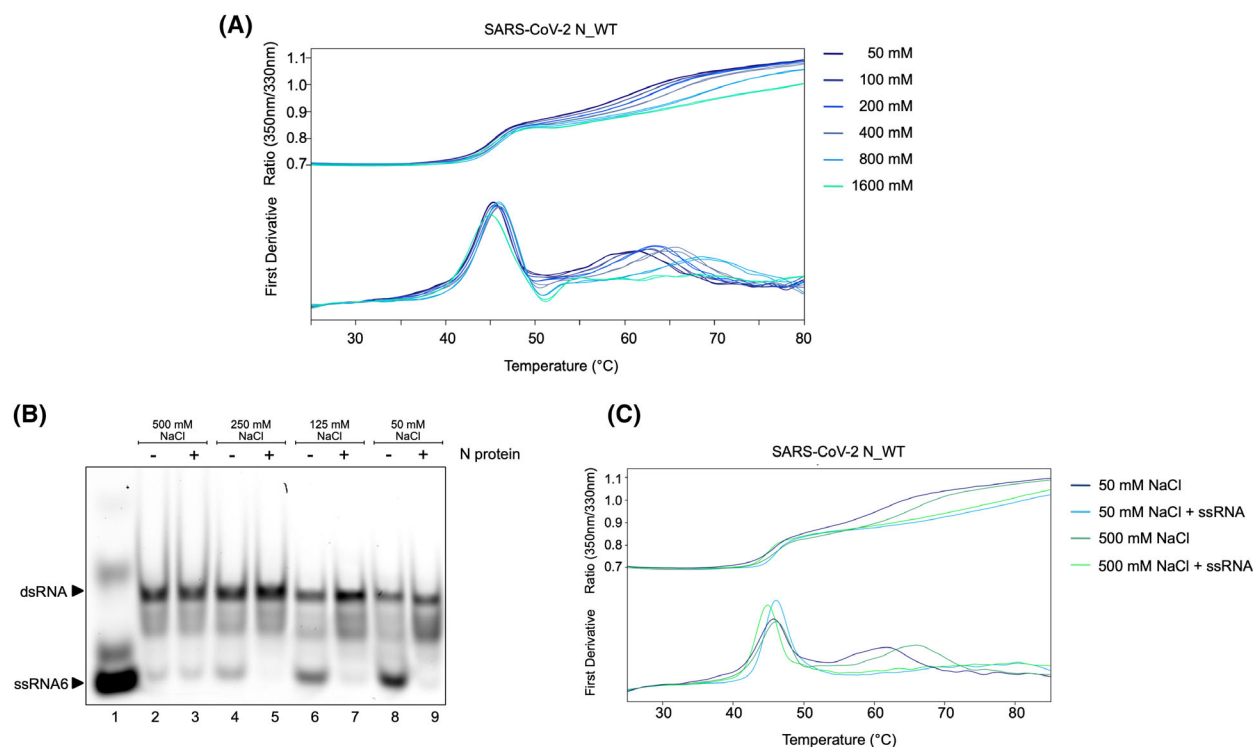 (A)
SARS-CoV-2 N_WT
Ratio (350nm/330nm)
1.1
1.0
0.9
0.8
0.7
First Derivative
30 40 50 60 70 80
Temperature (°C)
50 mM
100 mM
200 mM
400 mM
800 mM
1600 mM
(B)
500 mM NaCl
250 mM NaCl
125 mM NaCl
50 mM NaCl
- + - + - + - + N protein
dsRNA
ssRNA6
1 2 3 4 5 6 7 8 9
(C)
SARS-CoV-2 N_WT
Ratio (350nm/330nm)
1.1
1.0
0.9
0.8
0.7
First Derivative
30 40 50 60 70 80
Temperature (°C)
50 mM NaCl
50 mM NaCl + ssRNA
500 mM NaCl
500 mM NaCl + ssRNA